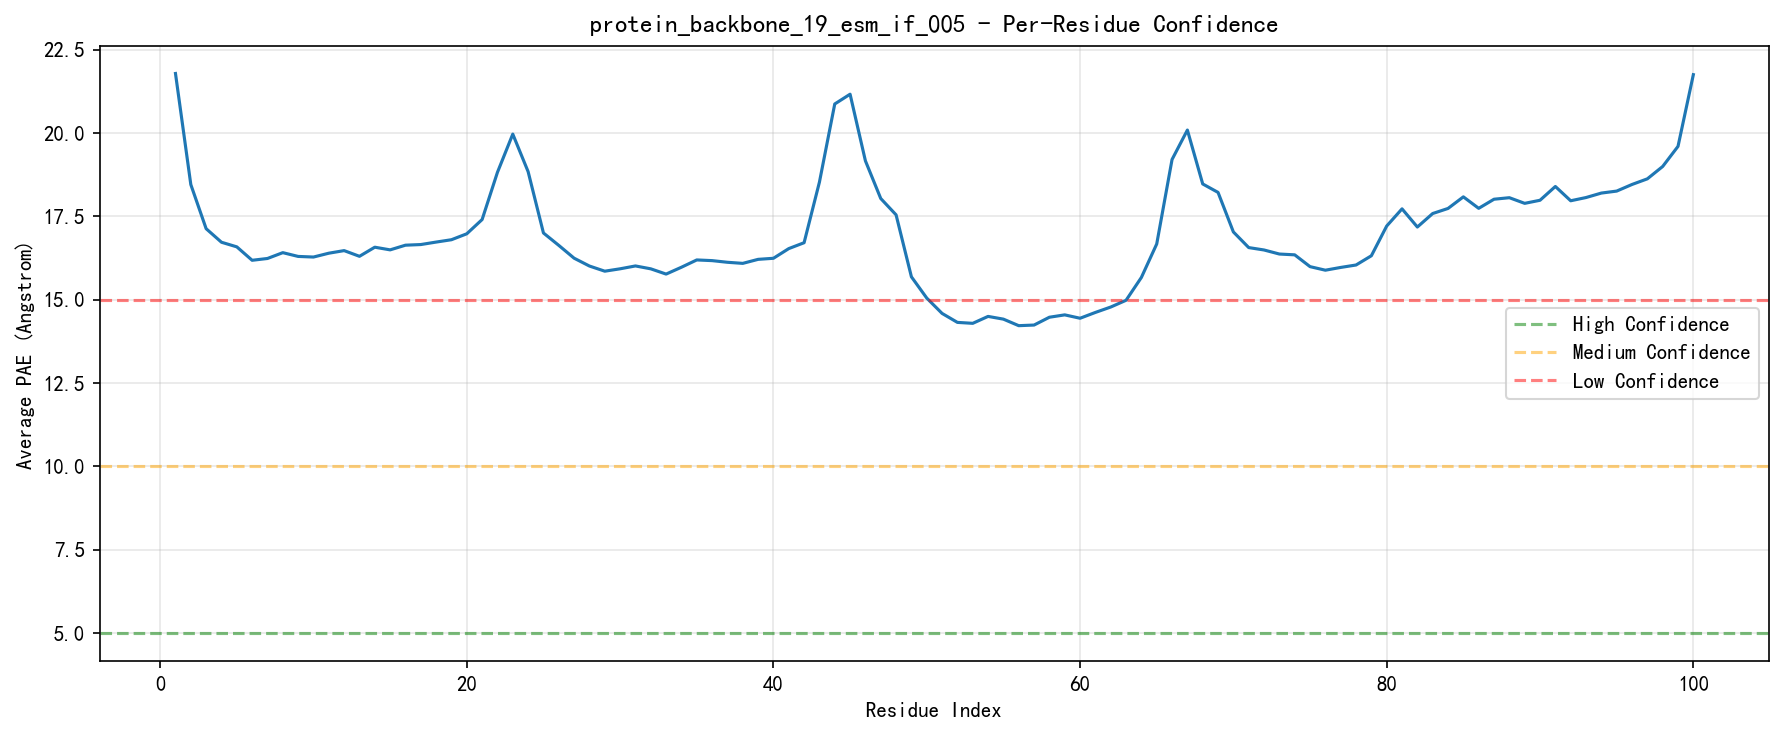 protein_backbone_19_esm_if_005 - Per-Residue Confidence
22.5
20.0
17.5
15.0
12.5
10.0
7.5
5.0
Average PAE (Angstrom)
High Confidence
Medium Confidence
Low Confidence
0 20 40 60 80 100
Residue Index